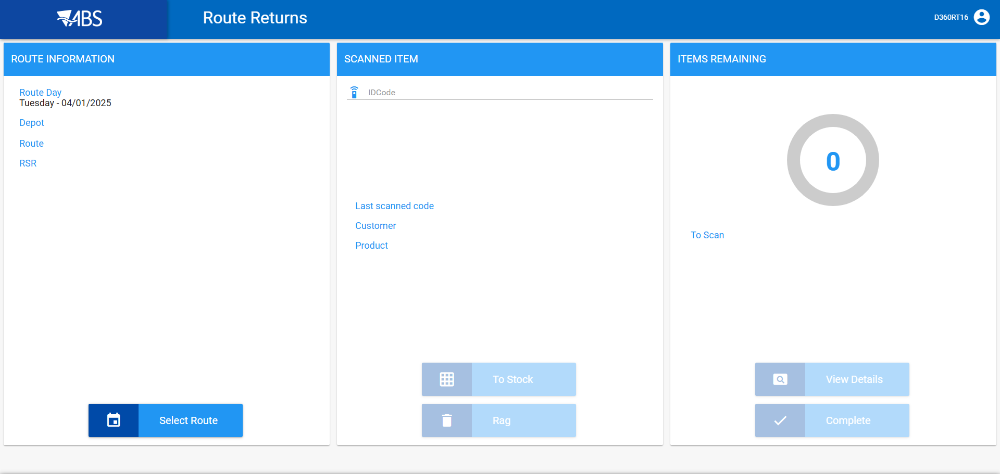 ABS
Route Returns
D360RT16
ROUTE INFORMATION
Route Day
Tuesday - 04/01/2025
Depot
Route
RSR
Select Route
SCANNED ITEM
IDCode
Last scanned code
Customer
Product
To Stock
Rag
ITEMS REMAINING
0
To Scan
View Details
Complete